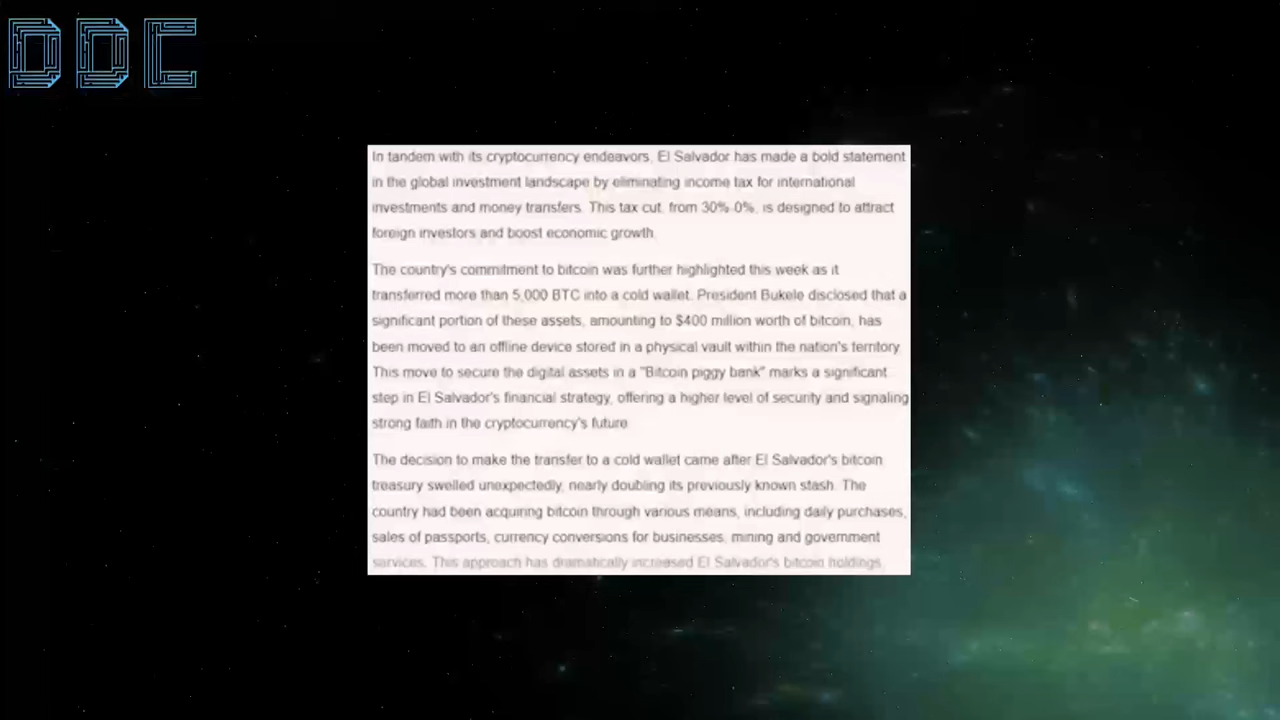 DDC
In tandem with its cryptocurrency endeavors, El Salvador has made a bold statement
in the global investment landscape by eliminating income tax for international
investments and money transfers. This tax cut, from 30%-0%, is designed to attract
foreign investors and boost economic growth.
The country's commitment to bitcoin was further highlighted this week as it
transferred more than 5,000 BTC into a cold wallet. President Bukele disclosed that a
significant portion of these assets, amounting to $400 million worth of bitcoin, has
been moved to an offline device stored in a physical vault within the nation's territory.
This move to secure the digital assets in a "Bitcoin piggy bank" marks a significant
step in El Salvador's financial strategy, offering a higher level of security and signaling
strong faith in the cryptocurrency's future.
The decision to make the transfer to a cold wallet came after El Salvador's bitcoin
treasury swelled unexpectedly, nearly doubling its previously known stash. The
country had been acquiring bitcoin through various means, including daily purchases,
sales of passports, currency conversions for businesses, mining and government
services. This approach has dramatically increased El Salvador's bitcoin holdings,